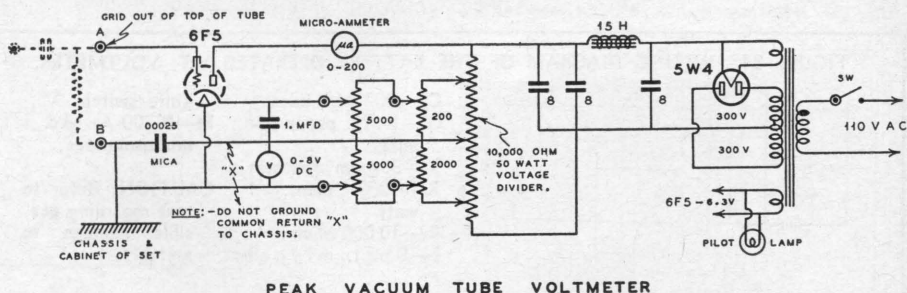 GRID OUT OF TOP OF TUBE
A
6F5
MICRO-AMMETER
μa
0-200
15 H
5W4
SW
8
8
8
300 V
300 V
110 V AC
5000
200
1. MFD
B
00025
MICA
"X"
V
0-8V
DC
5000
2000
10,000 OHM
50 WATT
VOLTAGE
DIVIDER.
NOTE:-DO NOT GROUND
COMMON RETURN "X"
TO CHASSIS.
CHASSIS &
CABINET OF SET
6F5-6.3V
PILOT LAMP
PEAK VACUUM TUBE VOLTMETER